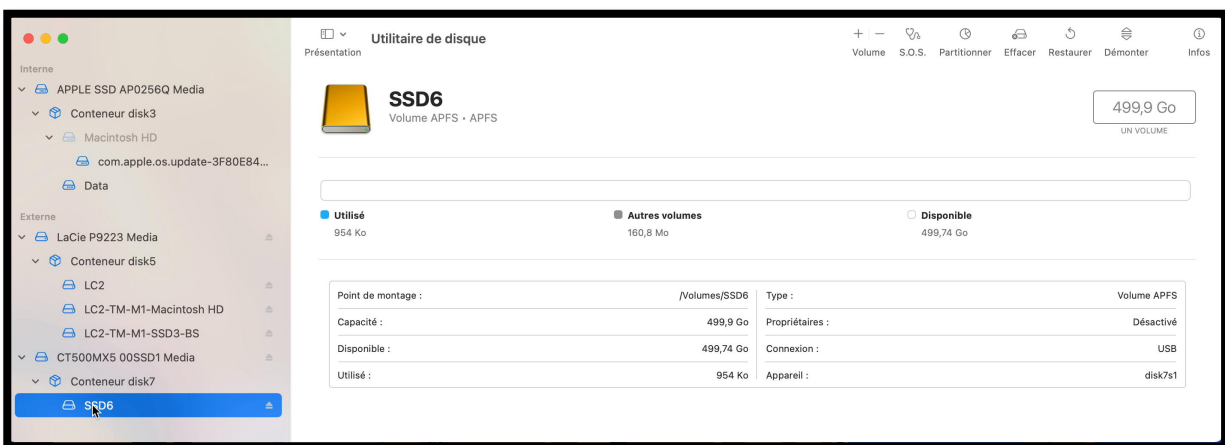 Présentation
Utilitaire de disque
Volume
S.O.S.
Partitionner
Effacer
Restaurer
Démonter
Infos
Interne
APPLE SSD AP0256Q Media
Conteneur disk3
Macintosh HD
com.apple.os.update-3F80E84...
Data
Externe
LaCie P9223 Media
Conteneur disk5
LC2
LC2-TM-M1-Macintosh HD
LC2-TM-M1-SSD3-BS
CT500MX5 00SSD1 Media
Conteneur disk7
SSD6
SSD6
Volume APFS • APFS
499,9 Go
UN VOLUME
Utilisé
954 Ko
Autres volumes
160,8 Mo
Disponible
499,74 Go
Point de montage : /Volumes/SSD6
Capacité : 499,9 Go
Disponible : 499,74 Go
Utilisé : 954 Ko
Type : Volume APFS
Propriétaires : Désactivé
Connexion : USB
Appareil : disk7s1